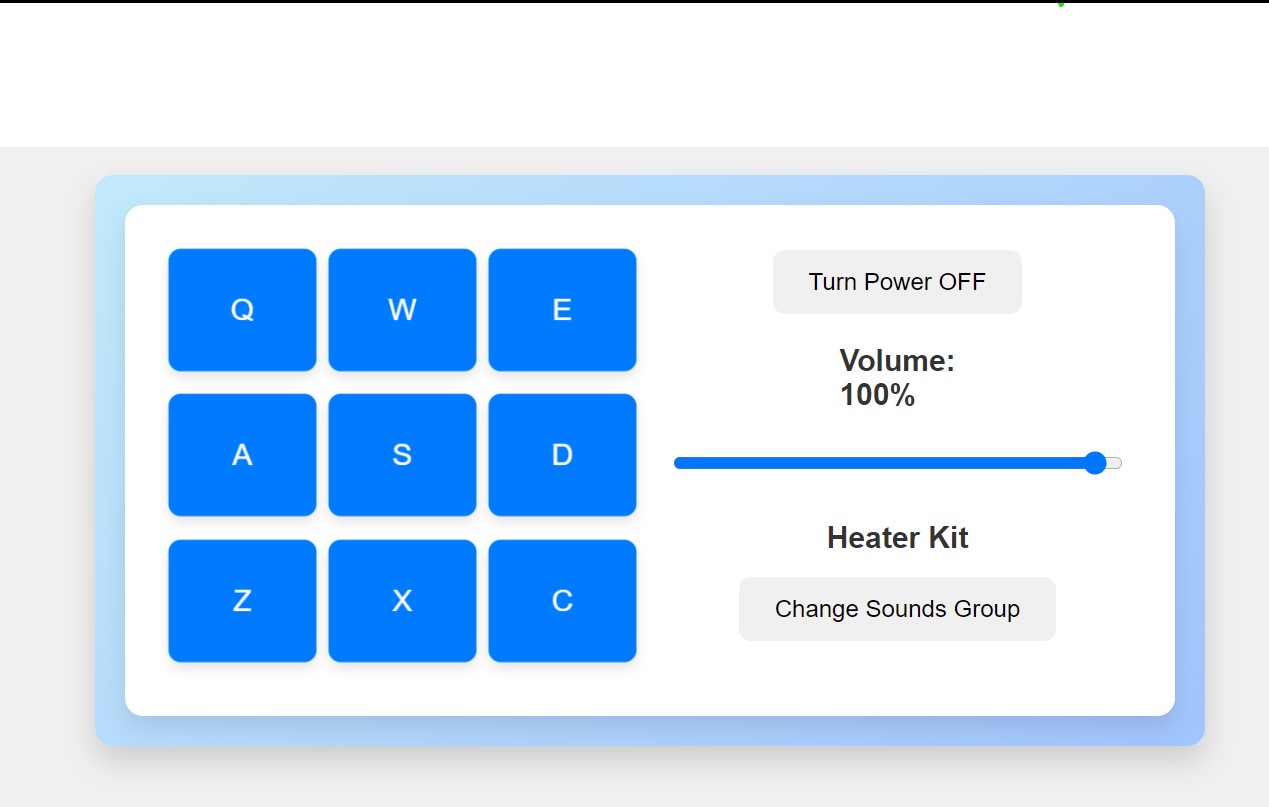 Q W E
A S D
Z X C
Turn Power OFF
Volume:
100%
Heater Kit
Change Sounds Group